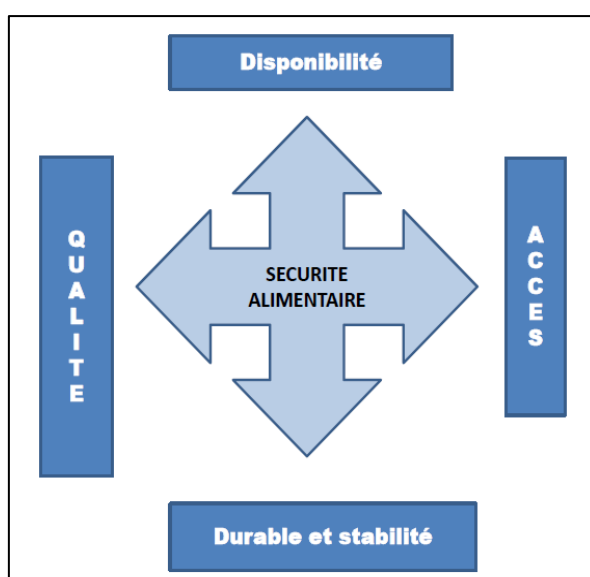 Disponibilité
QUALITE
SECURITE
ALIMENTAIRE
ACCES
Durable et stabilité